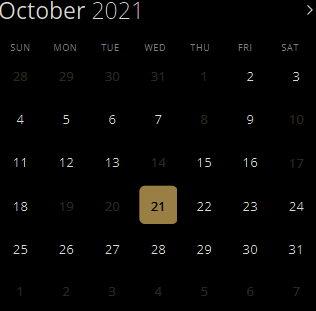 October 2021 >
SUN MON TUE WED THU FRI SAT
28 29 30 31 1 2 3
4 5 6 7 8 9 10
11 12 13 14 15 16 17
18 19 20 21 22 23 24
25 26 27 28 29 30 31
1 2 3 4 5 6 7